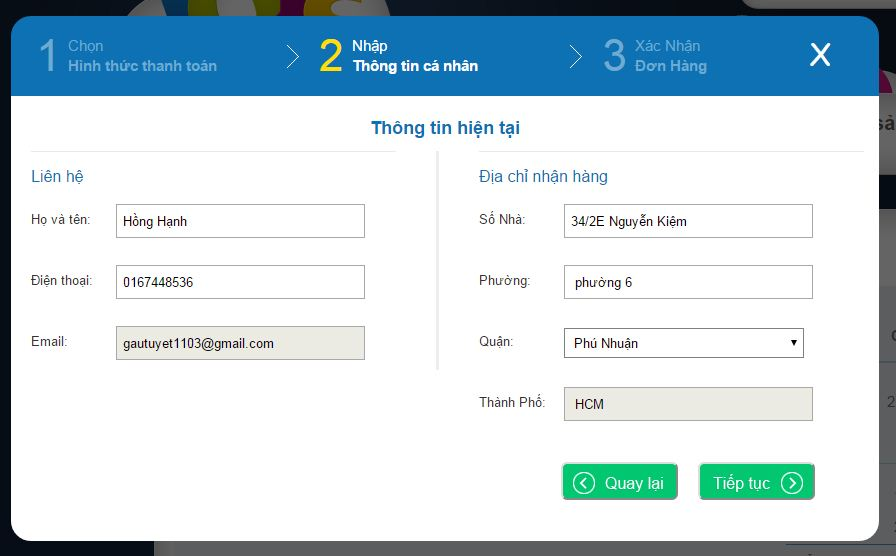 1 Chọn
Hình thức thanh toán
2 Nhập
Thông tin cá nhân
3 Xác Nhận
Đơn Hàng
X
Thông tin hiện tại
Liên hệ
Họ và tên: Hồng Hạnh
Điện thoại: 0167448536
Email: gautuyet1103@gmail.com
Địa chỉ nhận hàng
Số Nhà: 34/2E Nguyễn Kiệm
Phường: phường 6
Quận: Phú Nhuận
Thành Phố: HCM
Quay lại
Tiếp tục